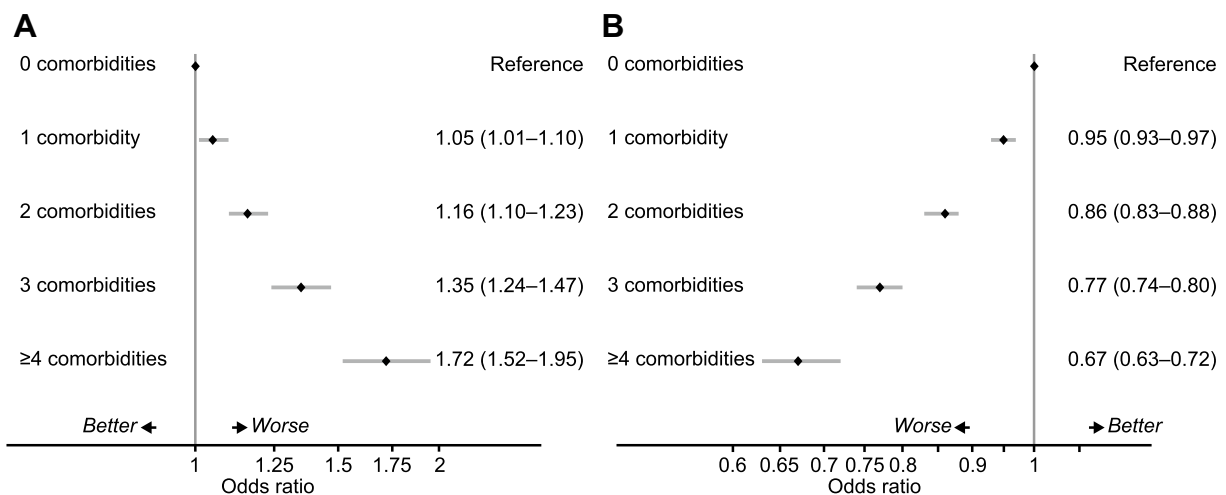 A
0 comorbidities Reference
1 comorbidity 1.05 (1.01–1.10)
2 comorbidities 1.16 (1.10–1.23)
3 comorbidities 1.35 (1.24–1.47)
≥4 comorbidities 1.72 (1.52–1.95)
Better Worse
1 1.25 1.5 1.75 2
Odds ratio
B
0 comorbidities Reference
1 comorbidity 0.95 (0.93–0.97)
2 comorbidities 0.86 (0.83–0.88)
3 comorbidities 0.77 (0.74–0.80)
≥4 comorbidities 0.67 (0.63–0.72)
Worse Better
0.6 0.65 0.7 0.75 0.8 0.9 1
Odds ratio